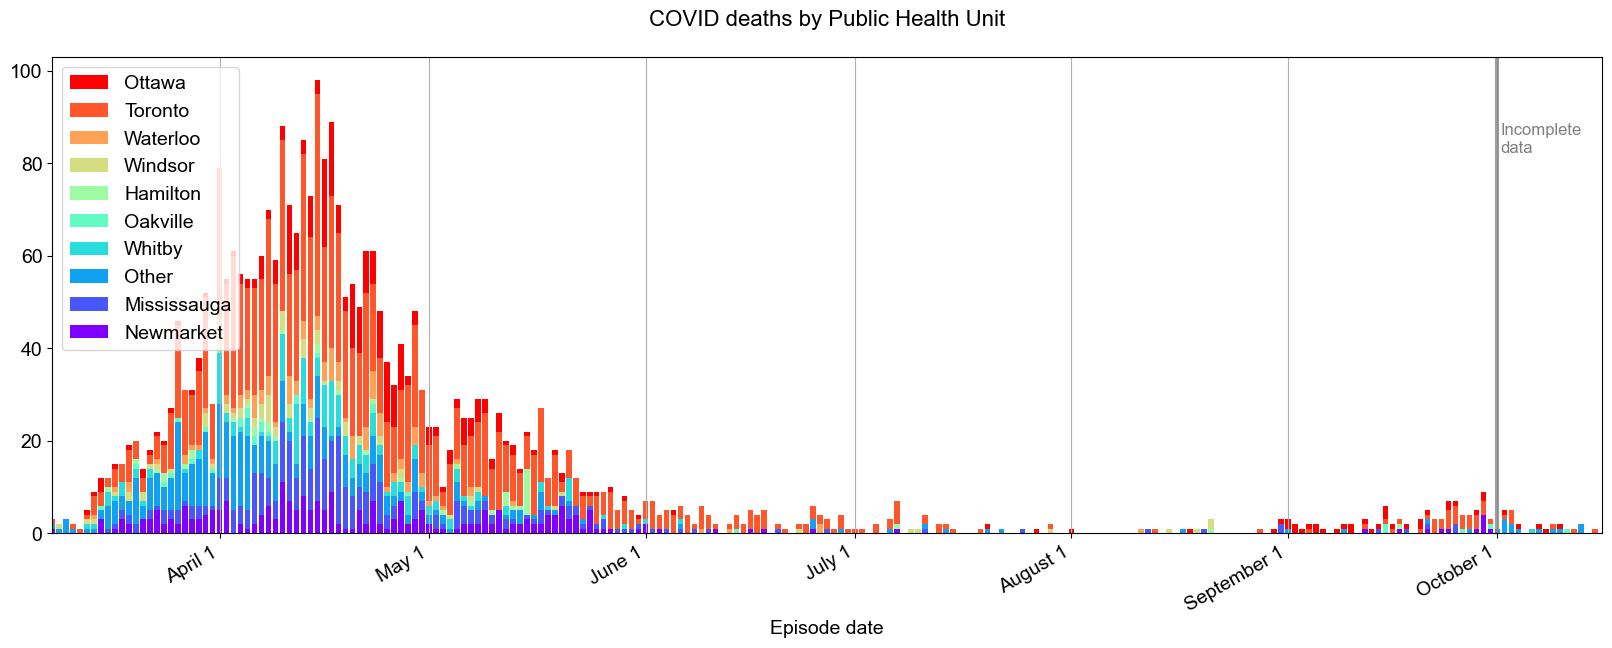 COVID deaths by Public Health Unit
100
80
60
40
20
0
Ottawa
Toronto
Waterloo
Windsor
Hamilton
Oakville
Whitby
Other
Mississauga
Newmarket
Incomplete
data
April 1
May 1
June 1
July 1
August 1
September 1
October 1
Episode date